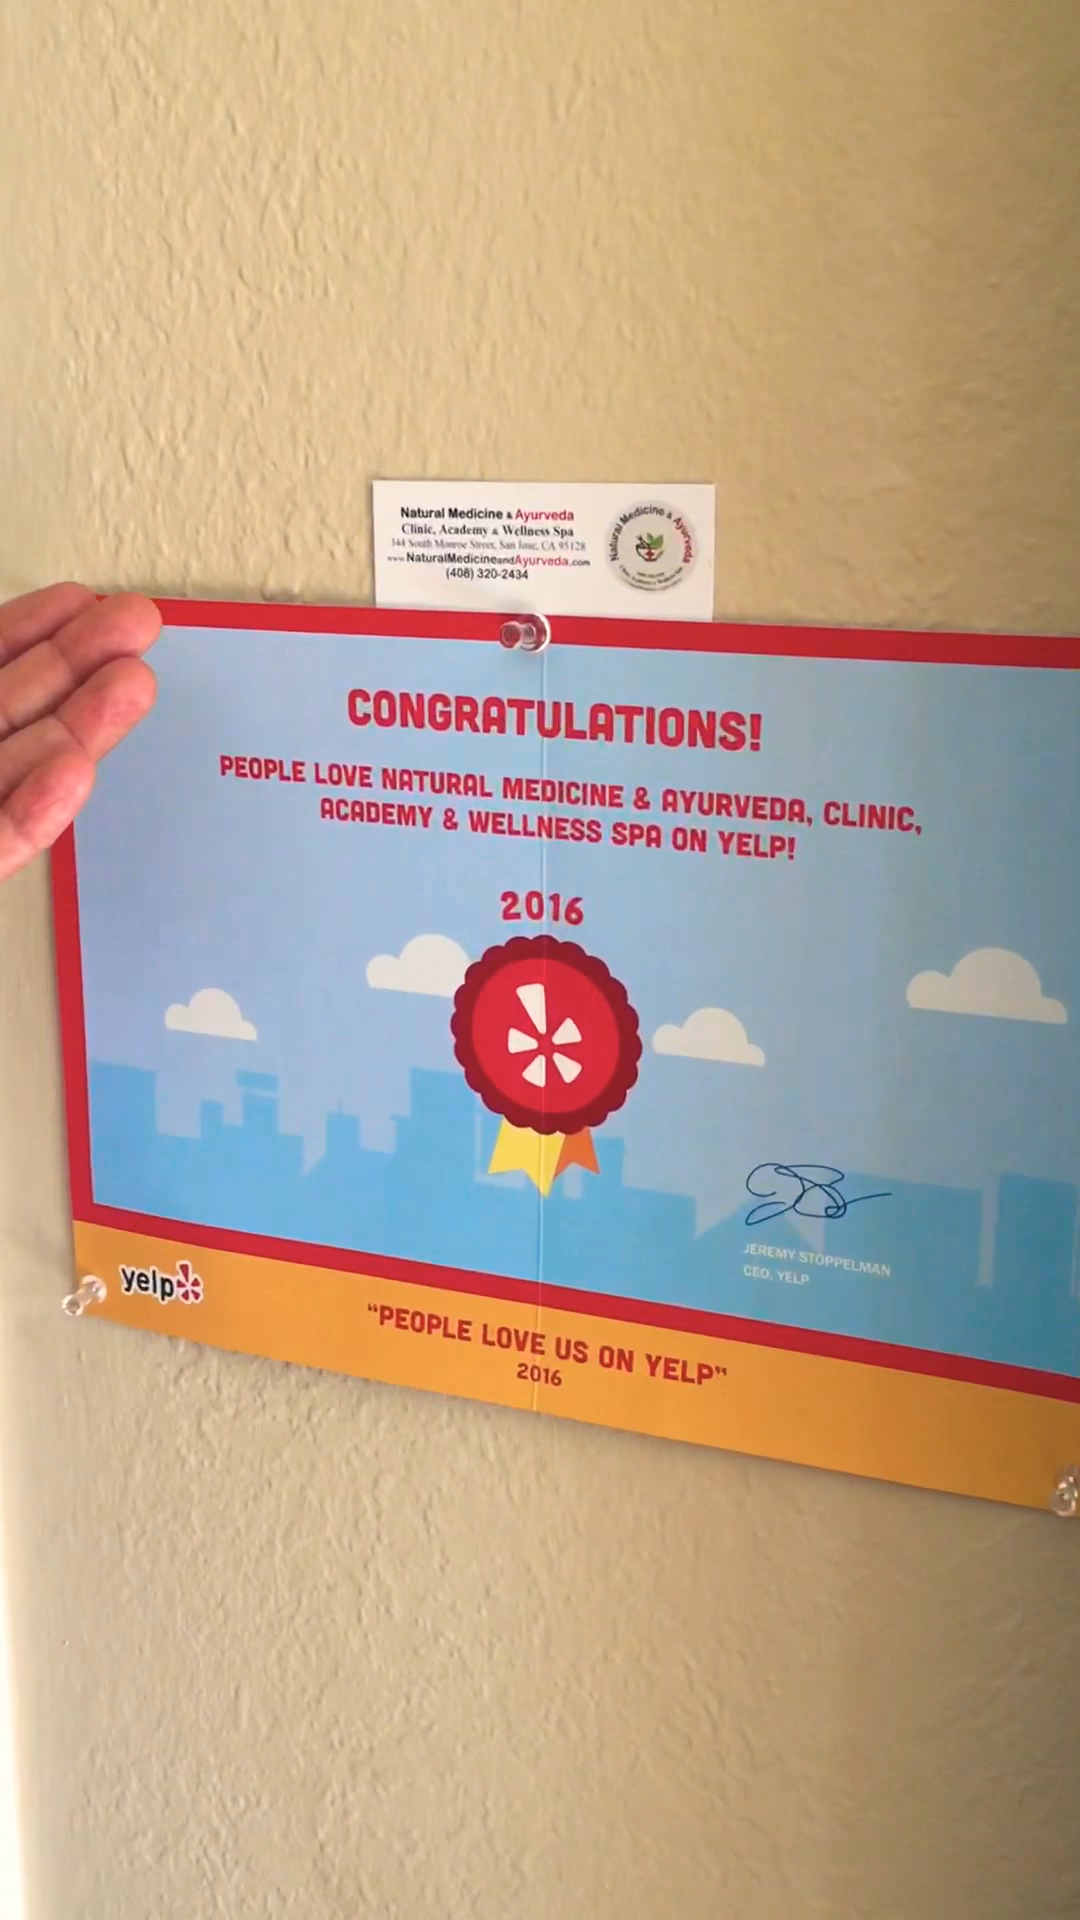 Natural Medicine & Ayurveda
Clinic, Academy & Wellness Spa
344 South Monroe Street, San Jose, CA 95128
www.NaturalMedicineandAyurveda.com
(408) 320-2434
Natural Medicine & Ayurveda
CONGRATULATIONS!
PEOPLE LOVE NATURAL MEDICINE & AYURVEDA, CLINIC,
ACADEMY & WELLNESS SPA ON YELP!
2016
JEREMY STOPPELMAN
CEO, YELP
yelp
"PEOPLE LOVE US ON YELP"
2016